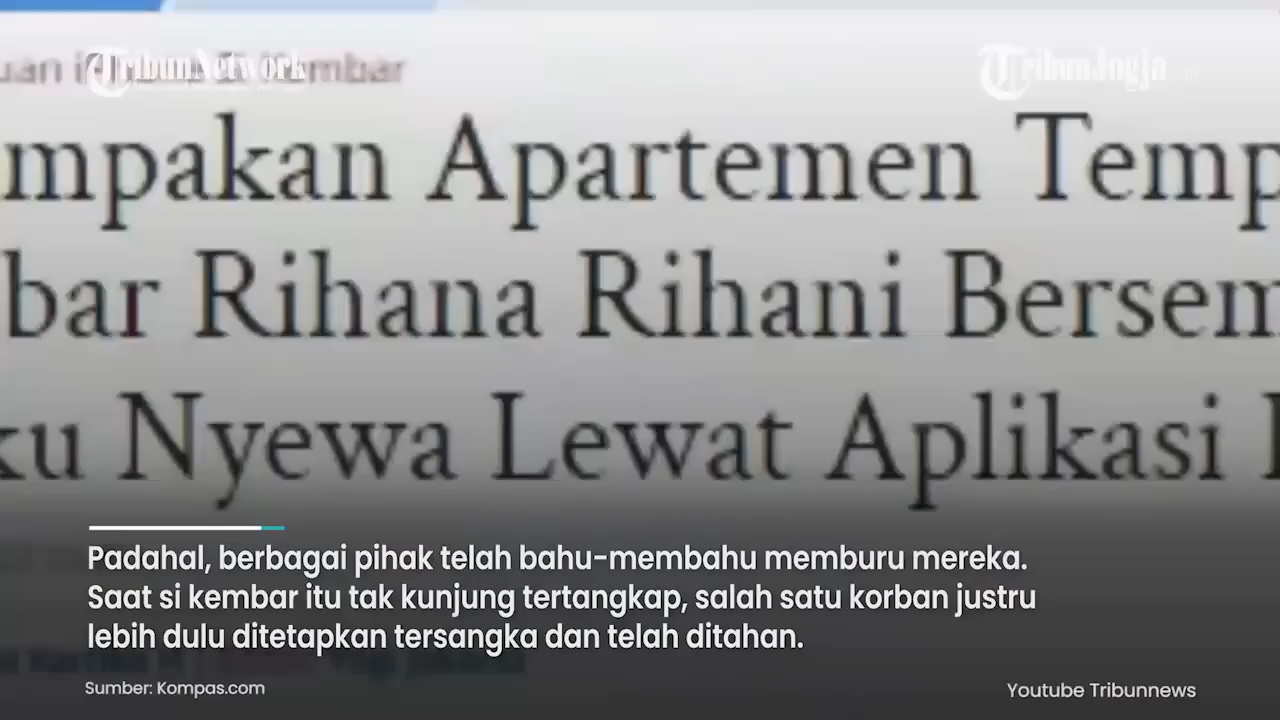 TribunNetwork
TribunJogja.com
mpakan Apartemen Temp
bar Rihana Rihani Bersem
ku Nyewa Lewat Aplikasi
Padahal, berbagai pihak telah bahu-membahu memburu mereka.
Saat si kembar itu tak kunjung tertangkap, salah satu korban justru
lebih dulu ditetapkan tersangka dan telah ditahan.
Sumber: Kompas.com
Youtube Tribunnews